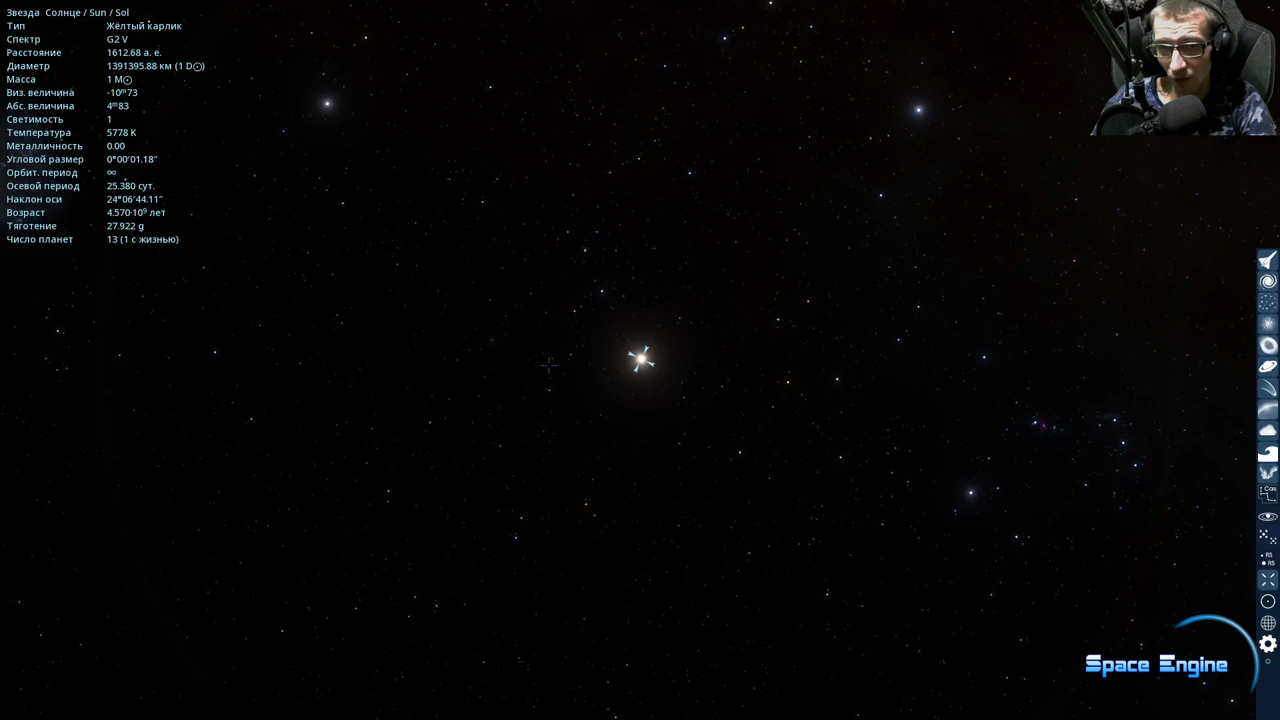 Звезда Солнце / Sun / Sol
Тип Жёлтый карлик
Спектр G2 V
Расстояние 1612.68 а. е.
Диаметр 1391395.88 км (1 D☉)
Масса 1 M☉
Виз. величина -10ᵐ73
Абс. величина 4ᵐ83
Светимость 1
Температура 5778 K
Металличность 0.00
Угловой размер 0°00′01.18″
Орбит. период ∞
Осевой период 25.380 сут.
Наклон оси 24°06′44.11″
Возраст 4.570·10⁹ лет
Тяготение 27.922 g
Число планет 13 (1 с жизнью)
Con
RS
RS
Space Engine